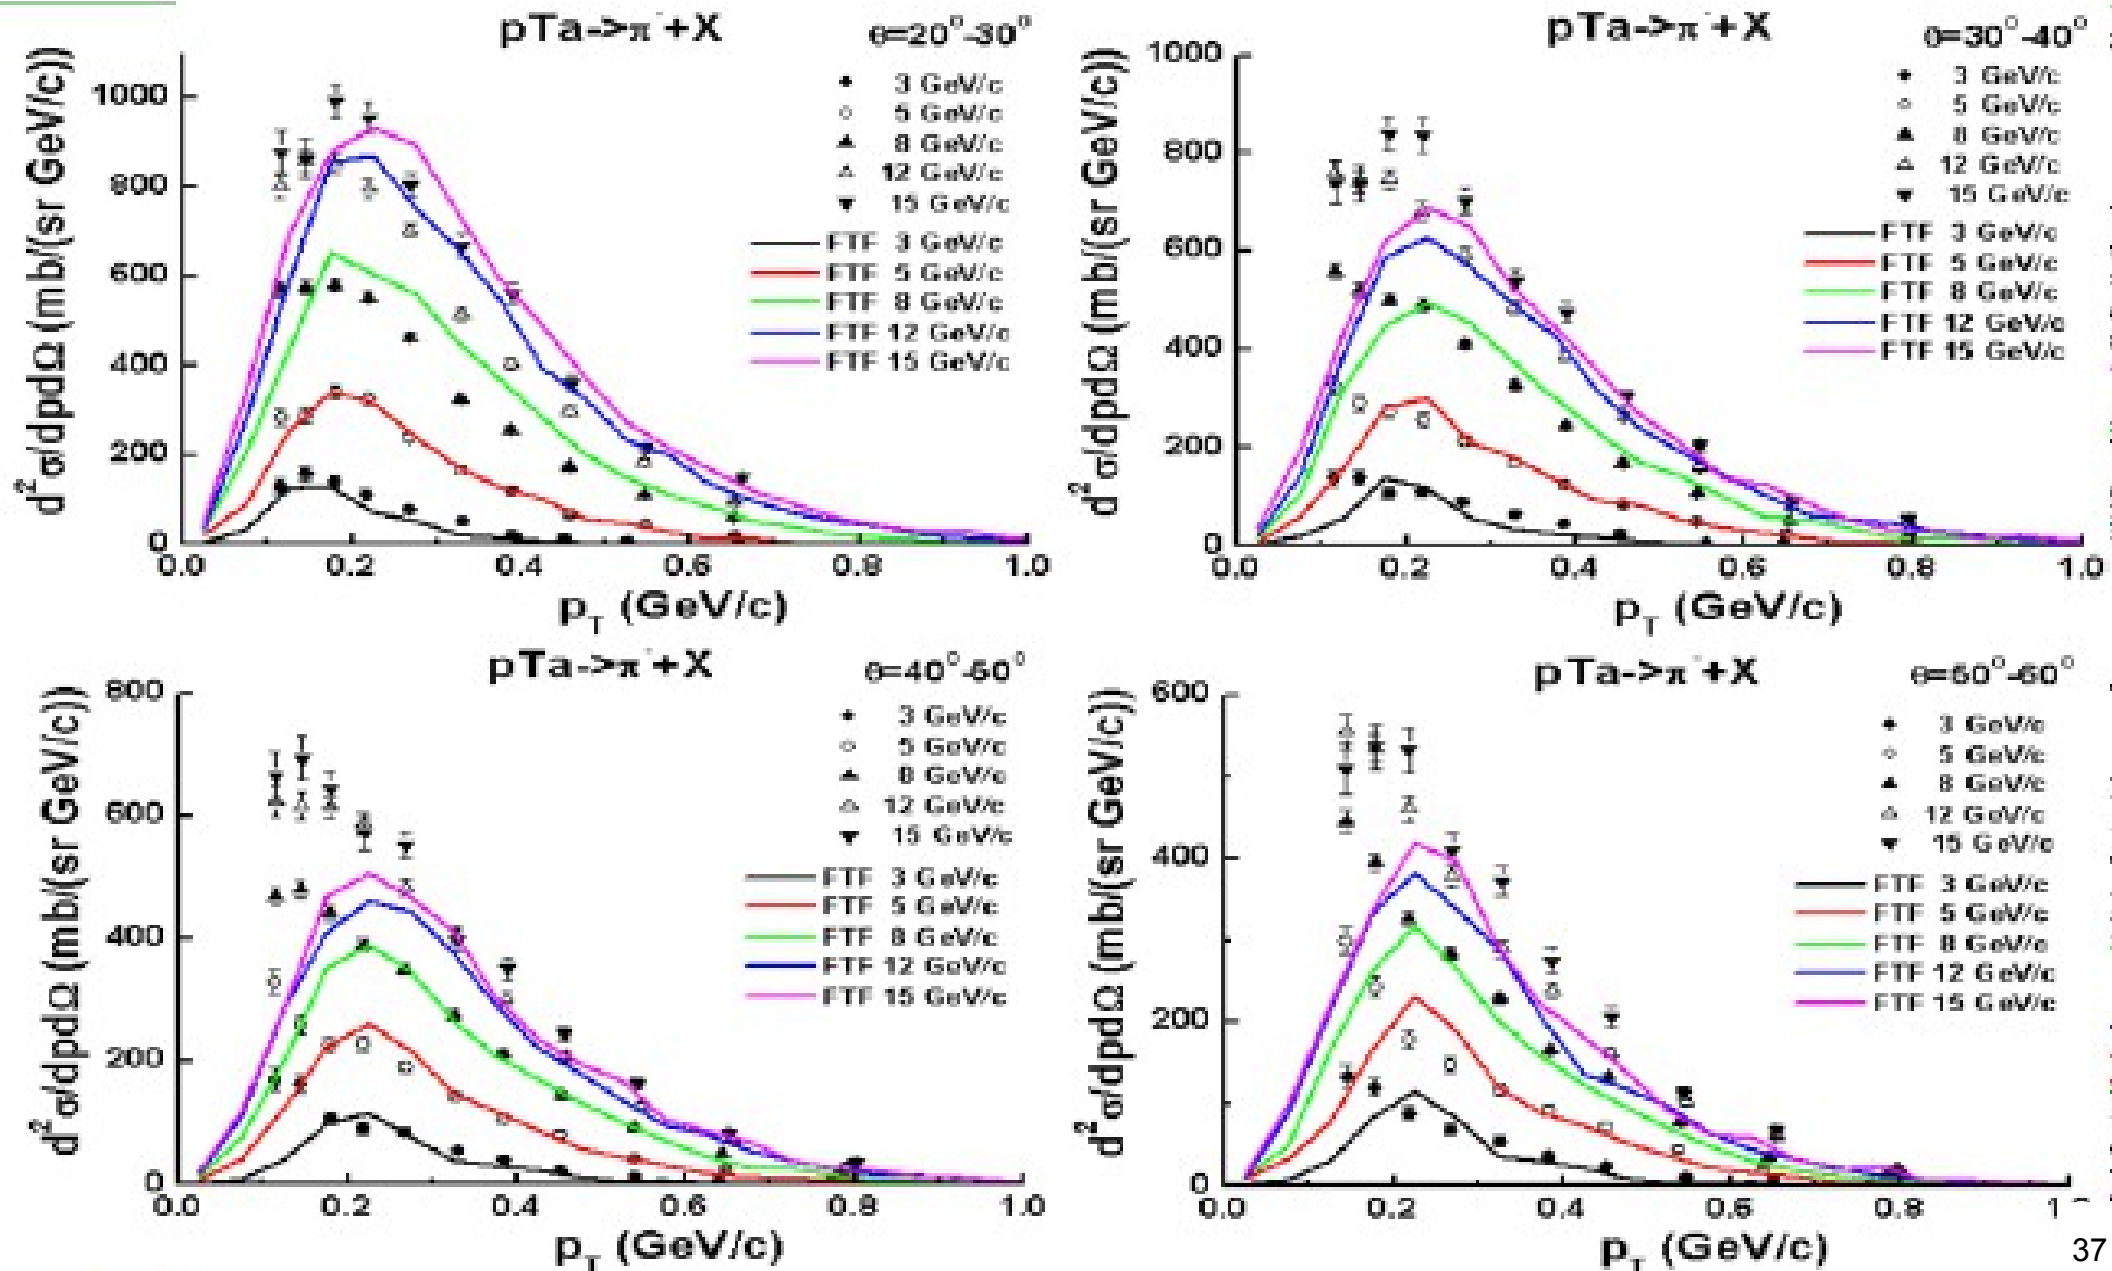 pTa->π⁻+X
θ=20⁰-30⁰
d²σ/dpdΩ (mb/(sr GeV/c))
1000
800
600
400
200
0
0.0 0.2 0.4 0.6 0.8 1.0
p_T (GeV/c)
3 GeV/c
5 GeV/c
8 GeV/c
12 GeV/c
15 GeV/c
FTF 3 GeV/c
FTF 5 GeV/c
FTF 8 GeV/c
FTF 12 GeV/c
FTF 15 GeV/c
pTa->π⁻+X
θ=30⁰-40⁰
d²σ/dpdΩ (mb/(sr GeV/c))
1000
800
600
400
200
0
0.0 0.2 0.4 0.6 0.8 1.0
p_T (GeV/c)
3 GeV/c
5 GeV/c
8 GeV/c
12 GeV/c
15 GeV/c
FTF 3 GeV/c
FTF 5 GeV/c
FTF 8 GeV/c
FTF 12 GeV/c
FTF 15 GeV/c
pTa->π⁻+X
θ=40⁰-50⁰
d²σ/dpdΩ (mb/(sr GeV/c))
800
600
400
200
0
0.0 0.2 0.4 0.6 0.8 1.0
p_T (GeV/c)
3 GeV/c
5 GeV/c
8 GeV/c
12 GeV/c
15 GeV/c
FTF 3 GeV/c
FTF 5 GeV/c
FTF 8 GeV/c
FTF 12 GeV/c
FTF 15 GeV/c
pTa->π⁻+X
θ=50⁰-60⁰
d²σ/dpdΩ (mb/(sr GeV/c))
600
400
200
0
0.0 0.2 0.4 0.6 0.8
p_T (GeV/c)
3 GeV/c
5 GeV/c
8 GeV/c
12 GeV/c
15 GeV/c
FTF 3 GeV/c
FTF 5 GeV/c
FTF 8 GeV/c
FTF 12 GeV/c
FTF 15 GeV/c
37